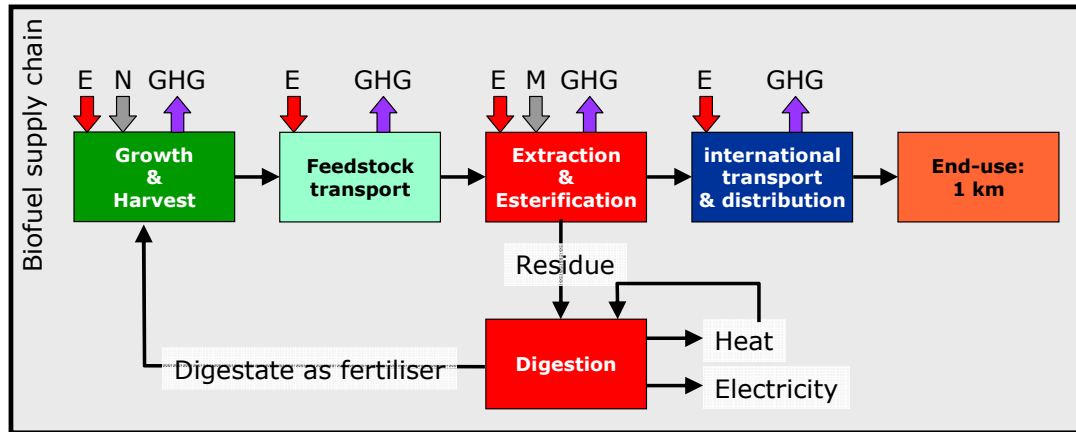 Biofuel supply chain
E N GHG
E GHG
E M GHG
E GHG
Growth
&
Harvest
Feedstock
transport
Extraction
&
Esterification
international
transport
& distribution
End-use:
1 km
Residue
Digestion
Heat
Electricity
Digestate as fertiliser